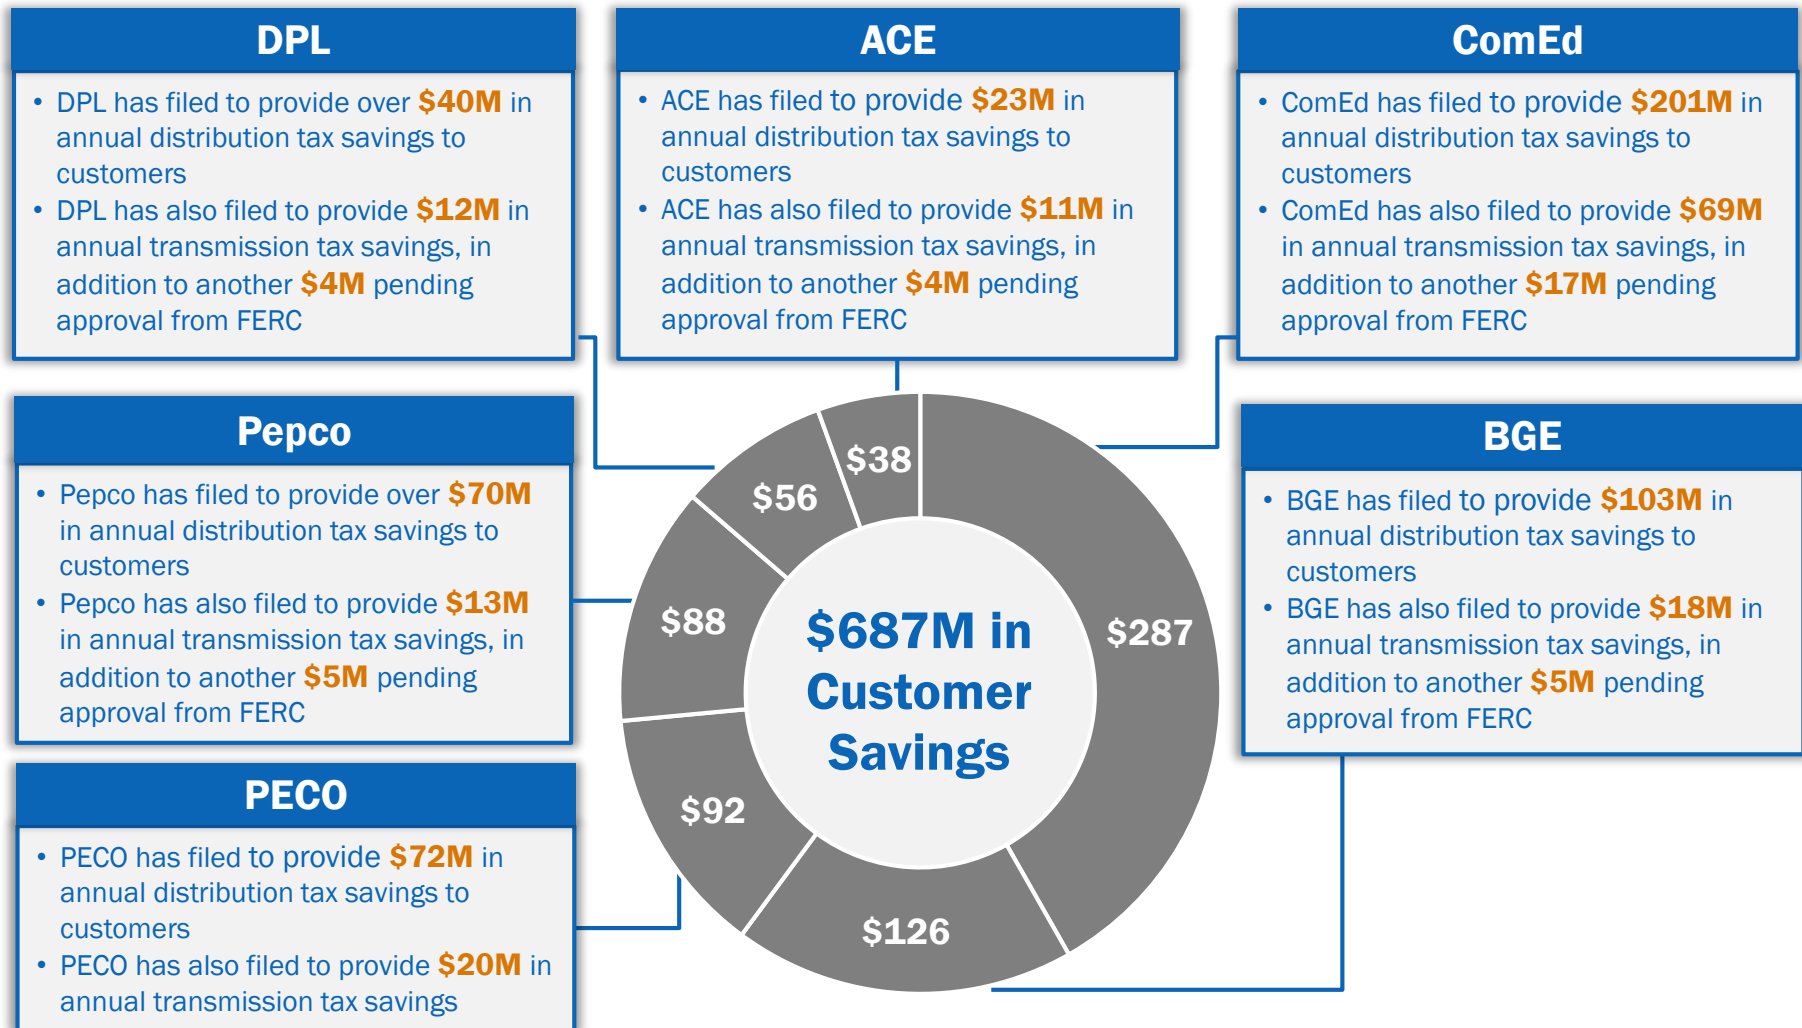 DPL
• DPL has filed to provide over $40M in
annual distribution tax savings to
customers
• DPL has also filed to provide $12M in
annual transmission tax savings, in
addition to another $4M pending
approval from FERC
ACE
• ACE has filed to provide $23M in
annual distribution tax savings to
customers
• ACE has also filed to provide $11M in
annual transmission tax savings, in
addition to another $4M pending
approval from FERC
ComEd
• ComEd has filed to provide $201M in
annual distribution tax savings to
customers
• ComEd has also filed to provide $69M
in annual transmission tax savings, in
addition to another $17M pending
approval from FERC
Pepco
• Pepco has filed to provide over $70M
in annual distribution tax savings to
customers
• Pepco has also filed to provide $13M
in annual transmission tax savings, in
addition to another $5M pending
approval from FERC
BGE
• BGE has filed to provide $103M in
annual distribution tax savings to
customers
• BGE has also filed to provide $18M in
annual transmission tax savings, in
addition to another $5M pending
approval from FERC
PECO
• PECO has filed to provide $72M in
annual distribution tax savings to
customers
• PECO has also filed to provide $20M in
annual transmission tax savings
$38
$56
$88
$287
$92
$126
$687M in
Customer
Savings